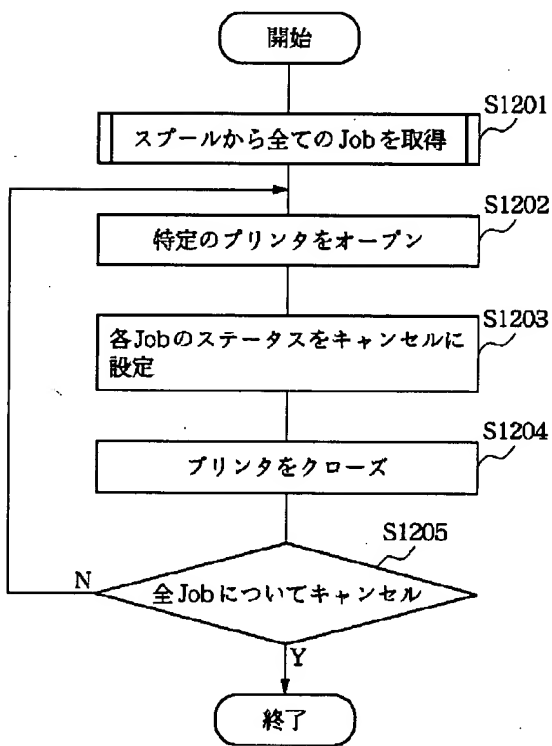 開始
S1201
スプールから全てのJobを取得
S1202
特定のプリンタをオープン
S1203
各Jobのステータスをキャンセルに
設定
S1204
プリンタをクローズ
S1205
N
全Jobについてキャンセル
Y
終了